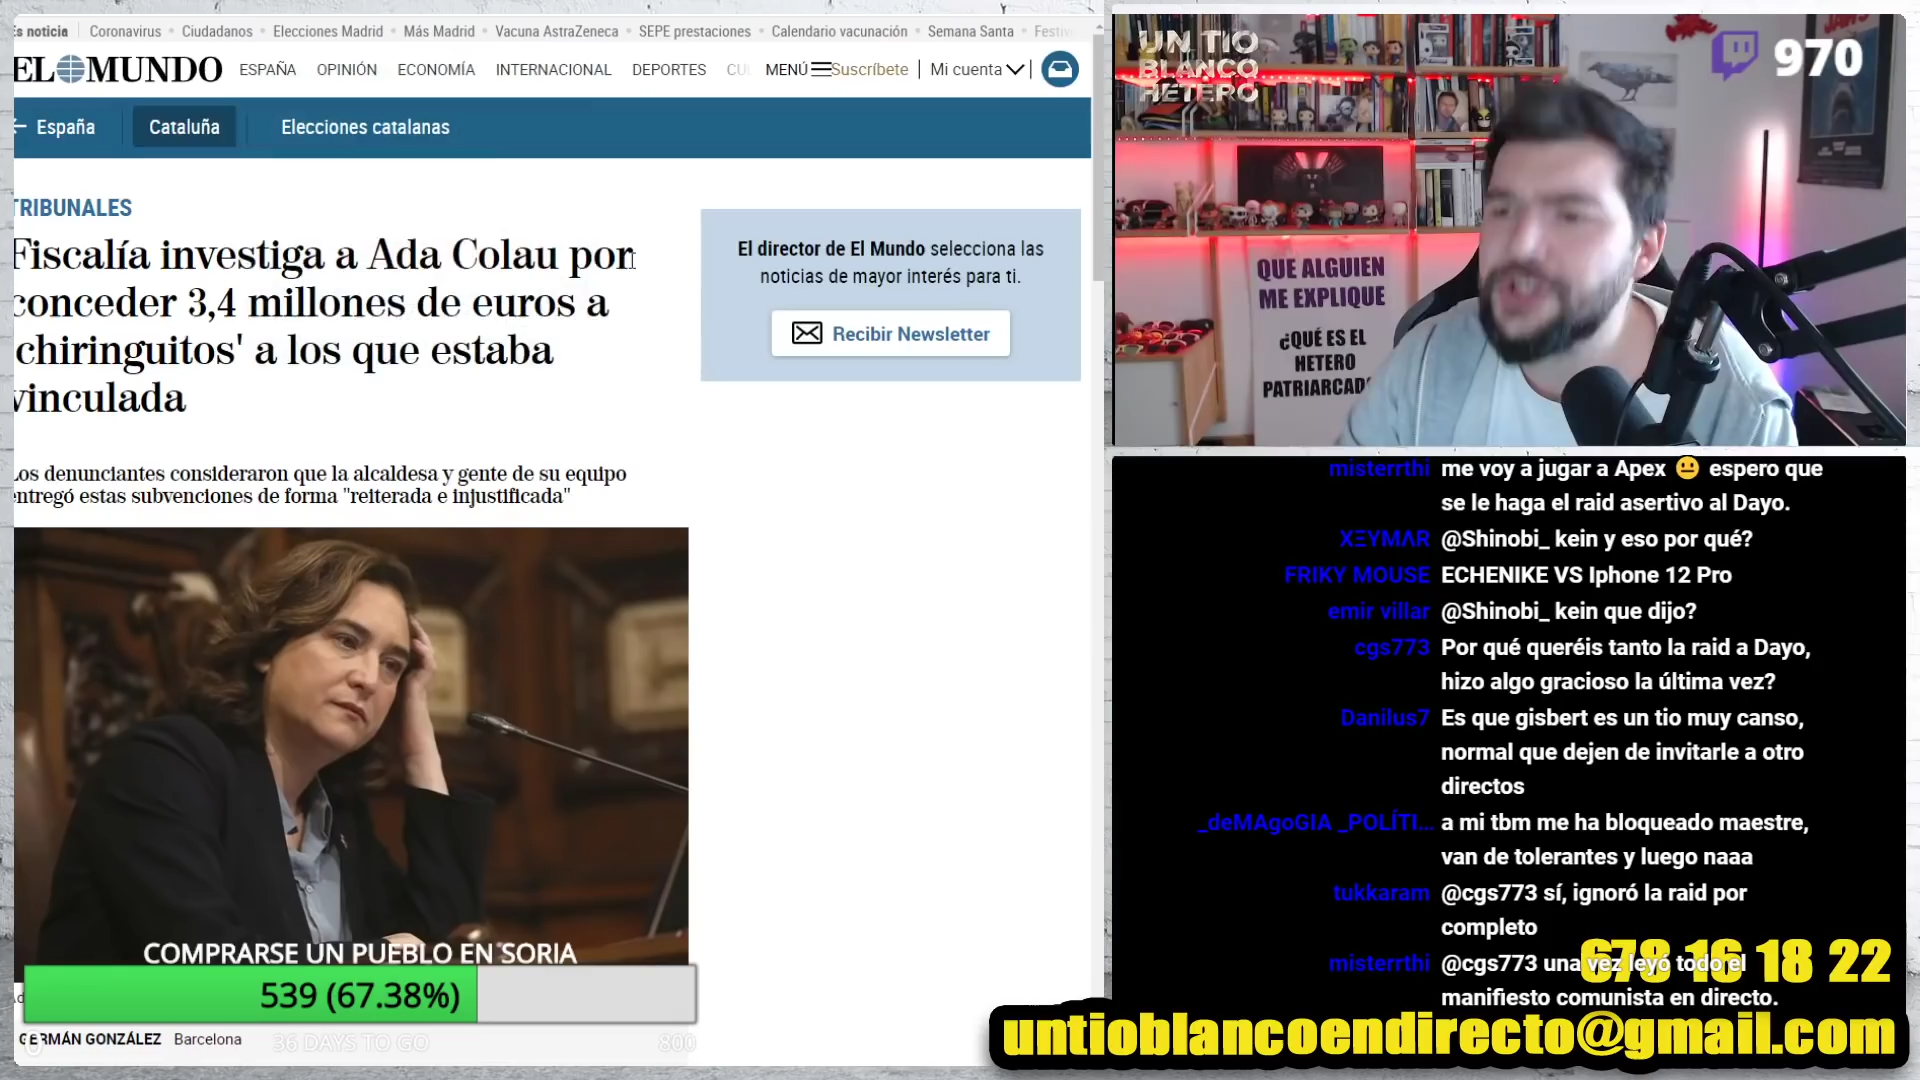 Es noticia Coronavirus Ciudadanos Elecciones Madrid Más Madrid Vacuna AstraZeneca SEPE prestaciones Calendario vacunación Semana Santa Festiv
EL MUNDO ESPAÑA OPINIÓN ECONOMÍA INTERNACIONAL DEPORTES CU MENÚ Suscríbete Mi cuenta
España Cataluña Elecciones catalanas
TRIBUNALES
Fiscalía investiga a Ada Colau por
conceder 3,4 millones de euros a
chiringuitos' a los que estaba
vinculada
Los denunciantes consideraron que la alcaldesa y gente de su equipo
entregó estas subvenciones de forma "reiterada e injustificada"
El director de El Mundo selecciona las
noticias de mayor interés para ti.
Recibir Newsletter
COMPRARSE UN PUEBLO EN SORIA
539 (67.38%)
GERMÁN GONZÁLEZ Barcelona
0 36 DAYS TO GO 800
UN TIO
BLANCO
HETERO
970
JAWS
QUE ALGUIEN
ME EXPLIQUE
¿QUÉ ES EL
HETERO
PATRIARCADO
misterrthi me voy a jugar a Apex 😐 espero que
se le haga el raid asertivo al Dayo.
XΞYMΛR @Shinobi_ kein y eso por qué?
FRIKY MOUSE ECHENIKE VS Iphone 12 Pro
emir villar @Shinobi_ kein que dijo?
cgs773 Por qué queréis tanto la raid a Dayo,
hizo algo gracioso la última vez?
Danilus7 Es que gisbert es un tio muy canso,
normal que dejen de invitarle a otro
directos
_deMAgoGIA _POLÍTI... a mi tbm me ha bloqueado maestre,
van de tolerantes y luego naaa
tukkaram @cgs773 sí, ignoró la raid por
completo
misterrthi @cgs773 una vez leyó todo el
manifiesto comunista en directo.
678 16 18 22
untioblancoendirecto@gmail.com